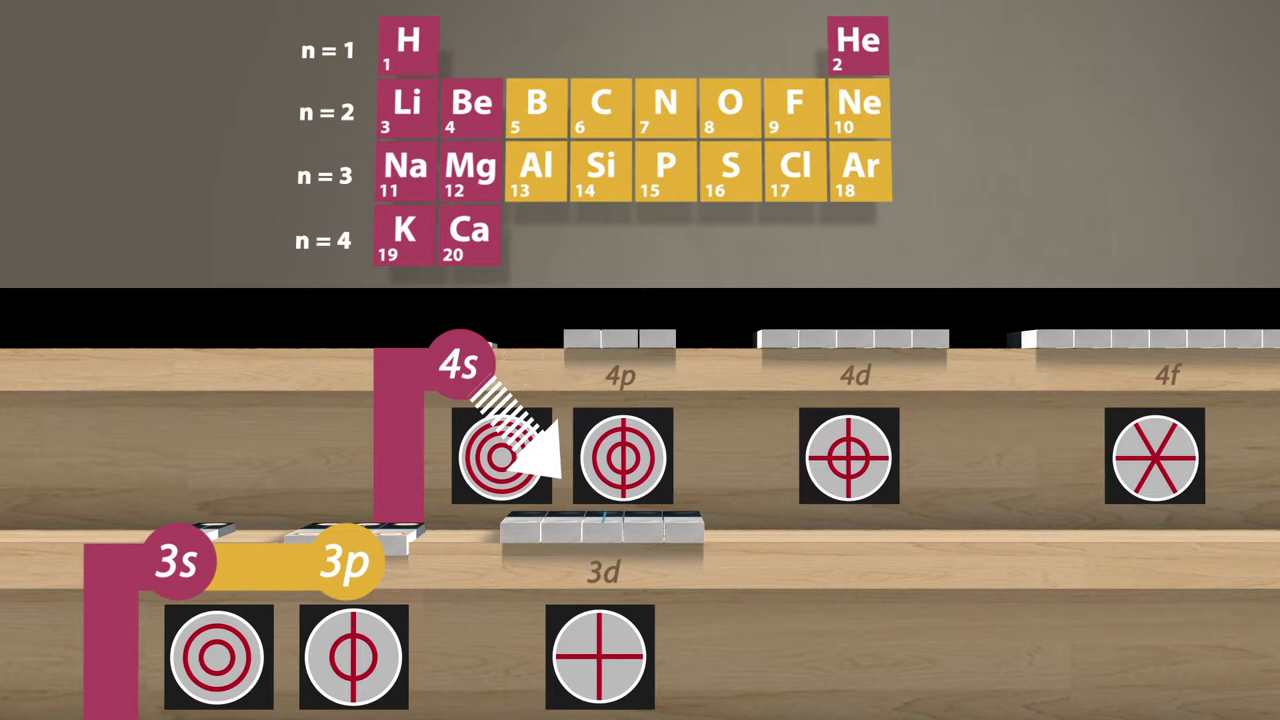 n = 1 H 1 He 2
n = 2 Li 3 Be 4 B 5 C 6 N 7 O 8 F 9 Ne 10
n = 3 Na 11 Mg 12 Al 13 Si 14 P 15 S 16 Cl 17 Ar 18
n = 4 K 19 Ca 20
4s 4p 4d 4f
3s 3p 3d